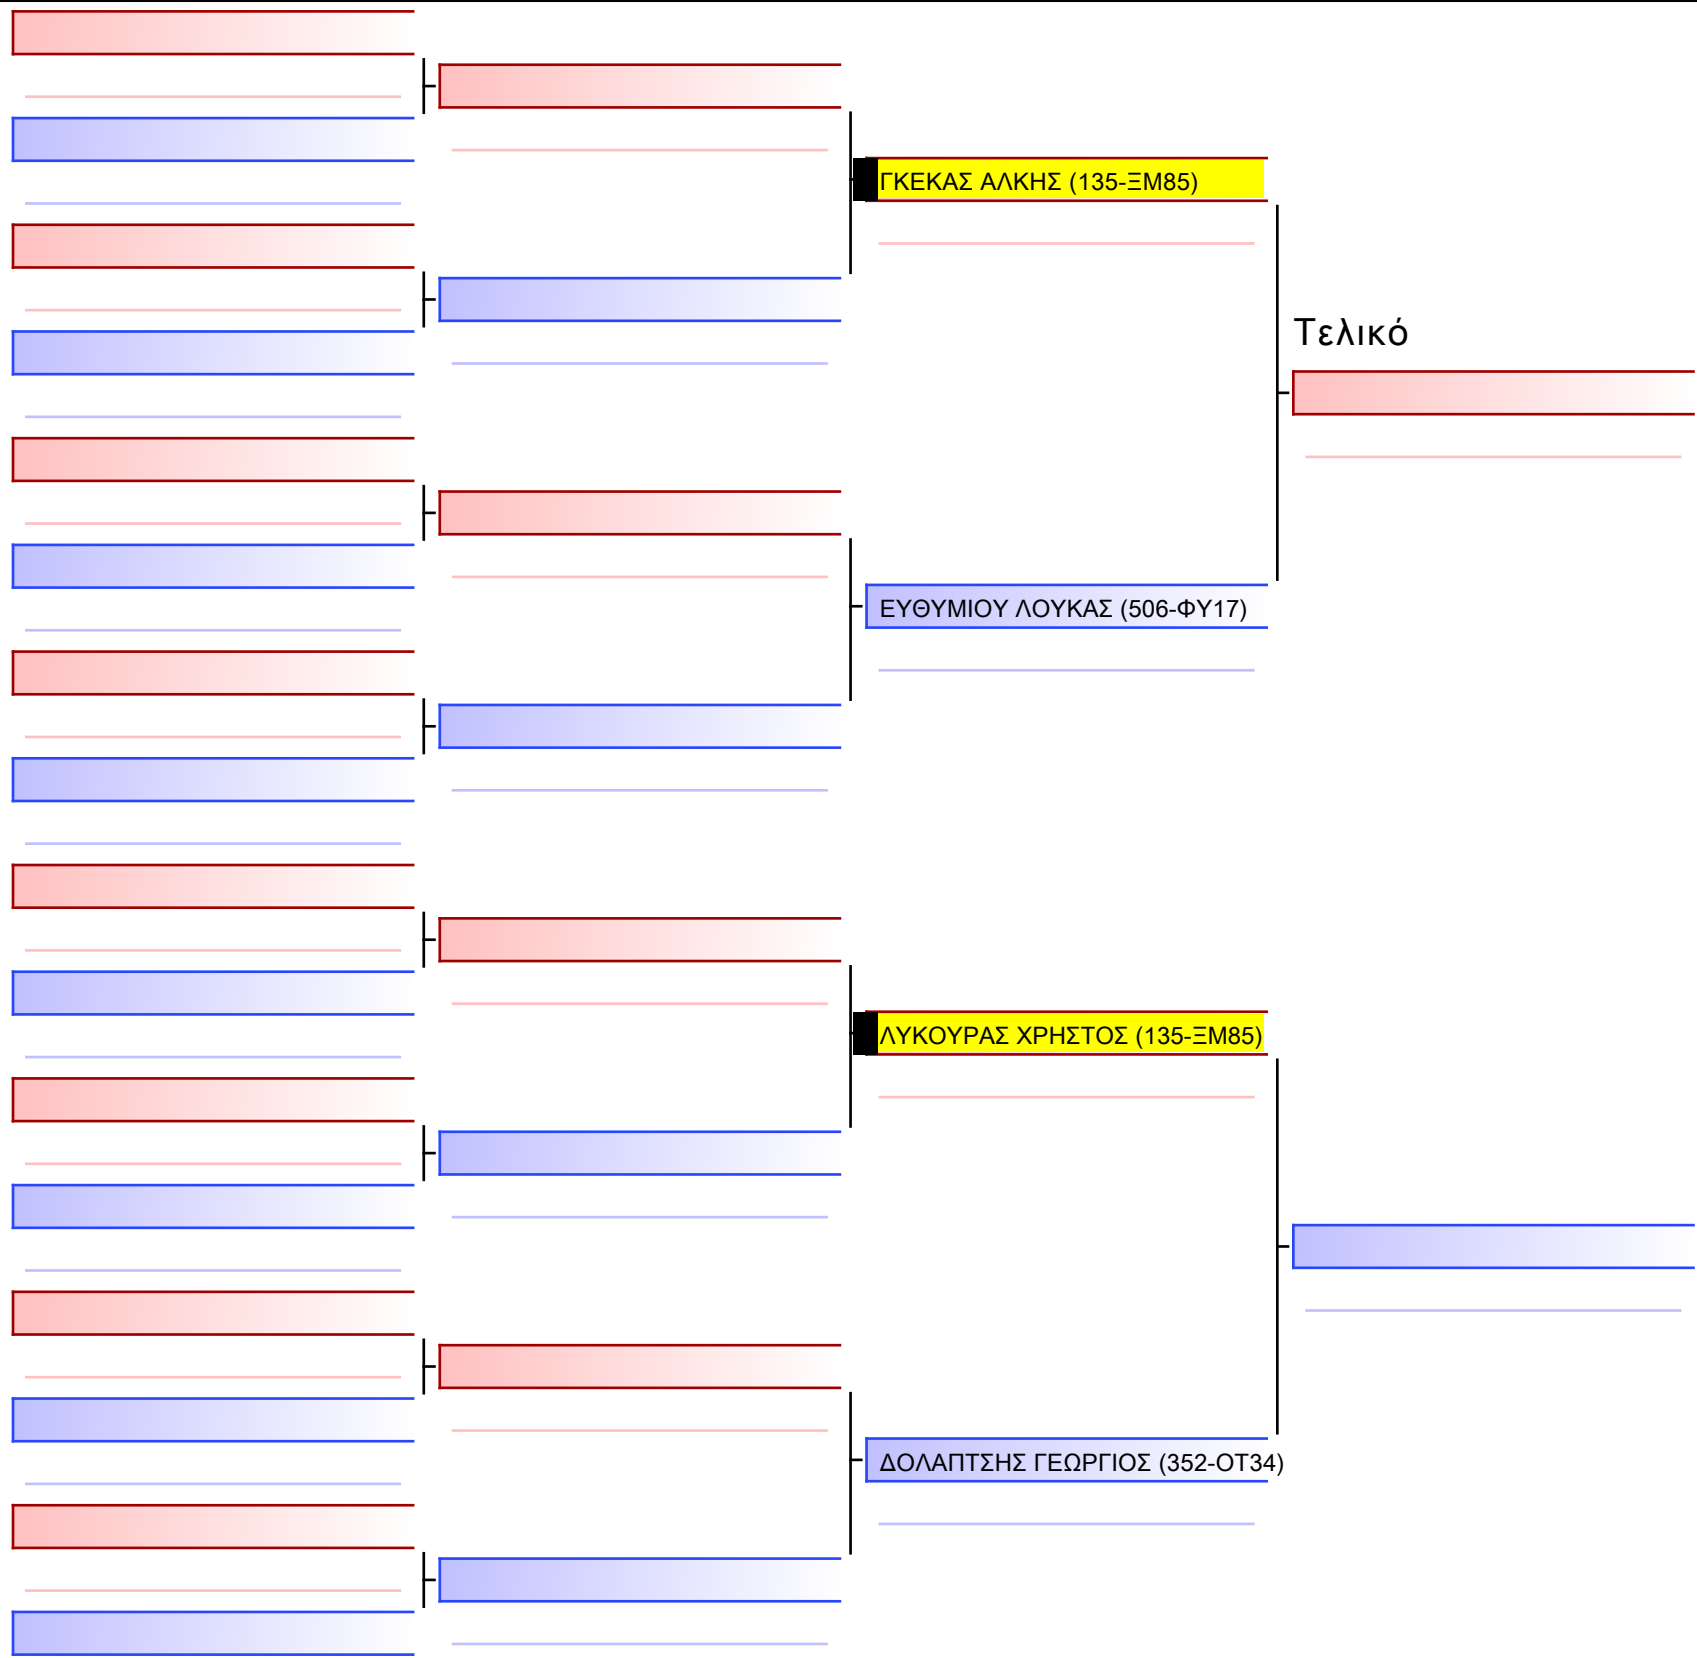 ΓΚΕΚΑΣ ΑΛΚΗΣ (135-ΞΜ85)
Τελικό
ΕΥΘΥΜΙΟΥ ΛΟΥΚΑΣ (506-ΦΥ17)
ΛΥΚΟΥΡΑΣ ΧΡΗΣΤΟΣ (135-ΞΜ85)
ΔΟΛΑΠΤΣΗΣ ΓΕΩΡΓΙΟΣ (352-ΟΤ34)